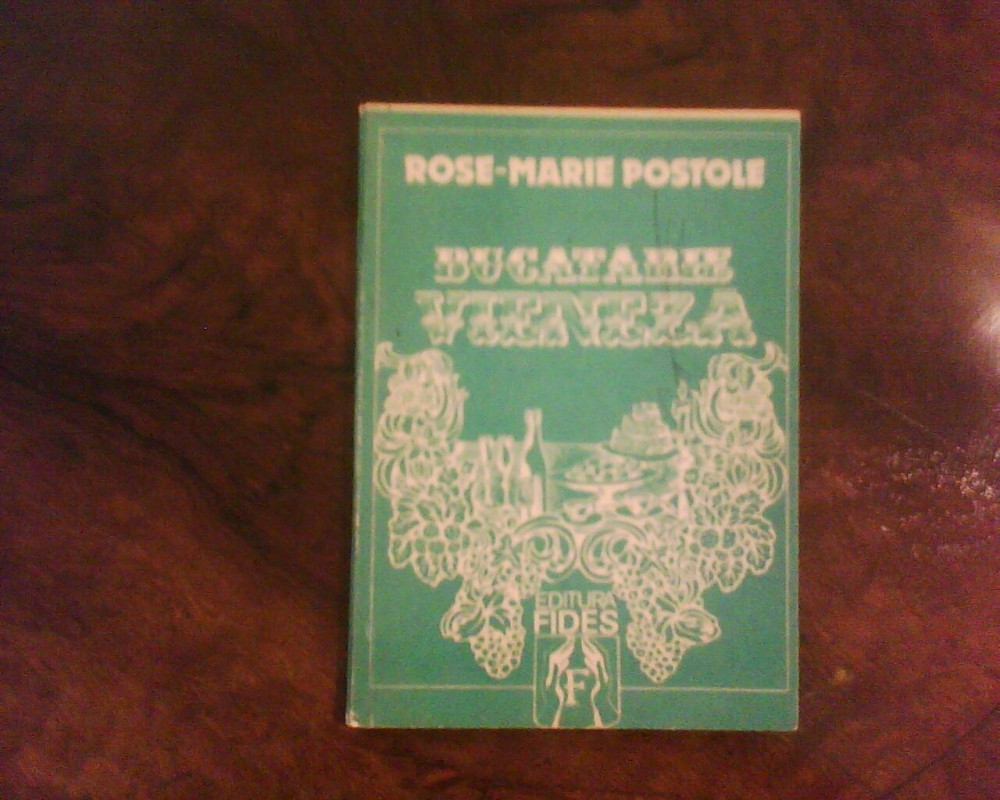 ROSE-MARIE POSTOLE
BUCATARIE
VIENEZA
EDITURA
FIDES
F